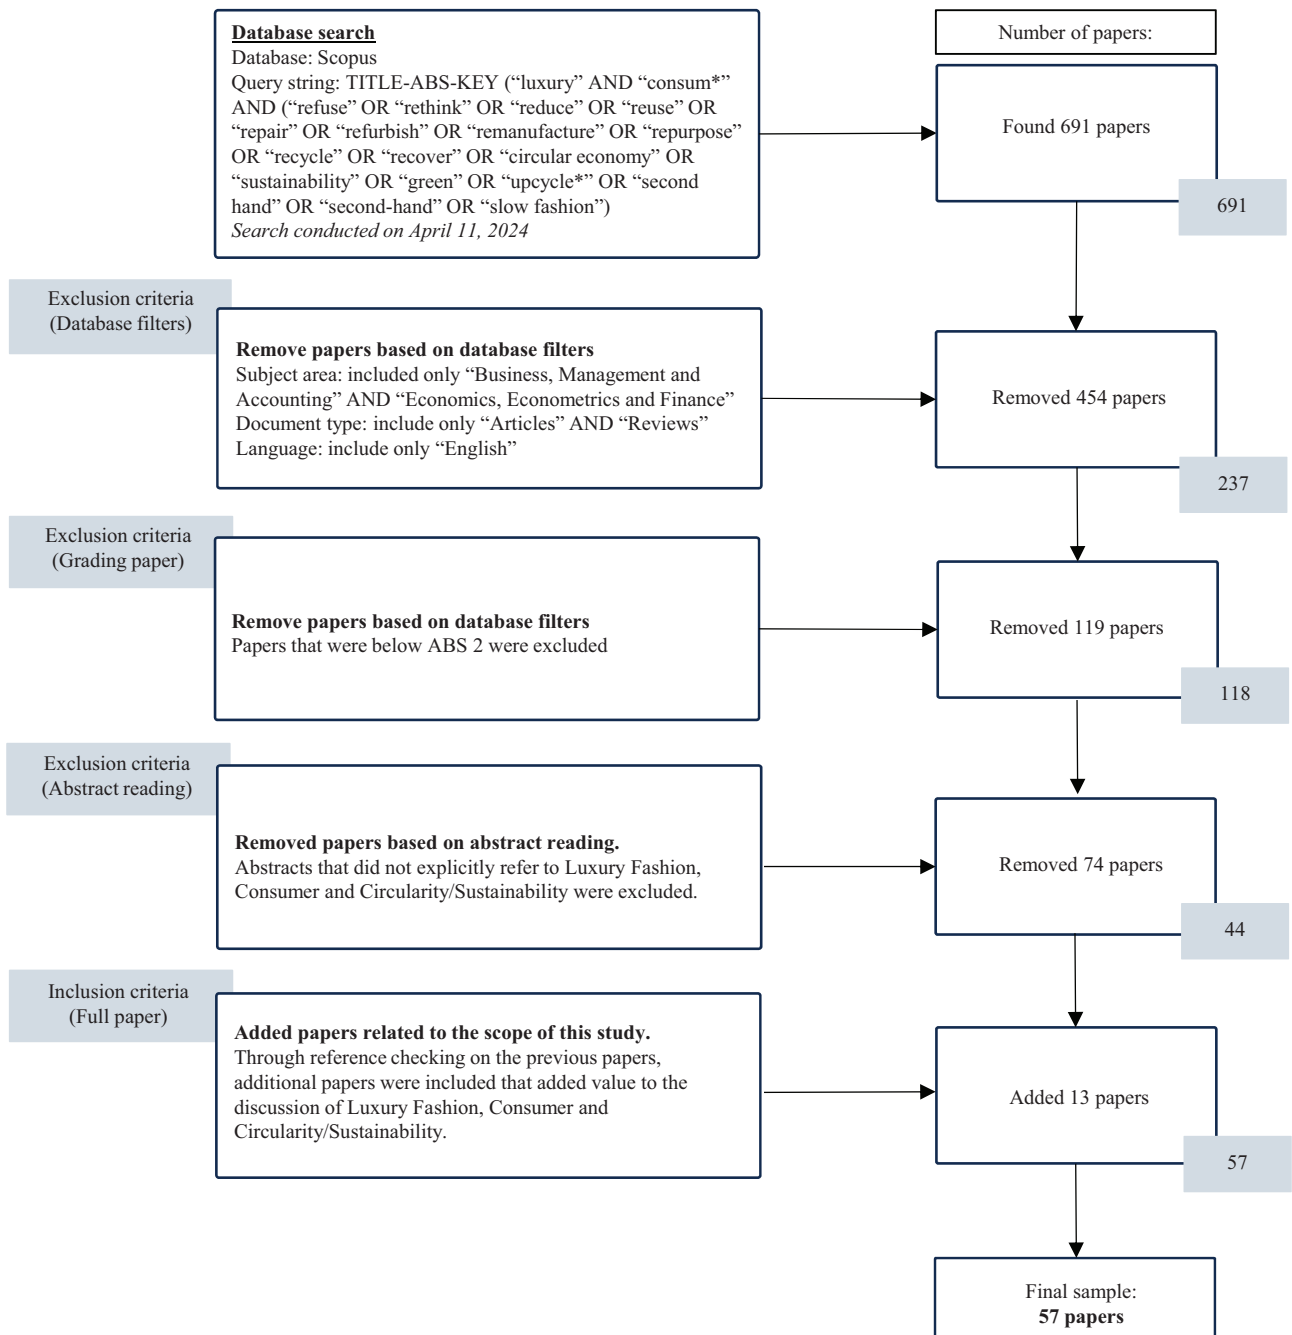 Database search
Database: Scopus
Query string: TITLE-ABS-KEY (“luxury” AND “consum*”
AND (“refuse” OR “rethink” OR “reduce” OR “reuse” OR
“repair” OR “refurbish” OR “remanufacture” OR “repurpose”
OR “recycle” OR “recover” OR “circular economy” OR
“sustainability” OR “green” OR “upcycle*” OR “second
hand” OR “second-hand” OR “slow fashion”)
Search conducted on April 11, 2024
Number of papers:
Found 691 papers
691
Exclusion criteria
(Database filters)
Remove papers based on database filters
Subject area: included only “Business, Management and
Accounting” AND “Economics, Econometrics and Finance”
Document type: include only “Articles” AND “Reviews”
Language: include only “English”
Removed 454 papers
237
Exclusion criteria
(Grading paper)
Remove papers based on database filters
Papers that were below ABS 2 were excluded
Removed 119 papers
118
Exclusion criteria
(Abstract reading)
Removed papers based on abstract reading.
Abstracts that did not explicitly refer to Luxury Fashion,
Consumer and Circularity/Sustainability were excluded.
Removed 74 papers
44
Inclusion criteria
(Full paper)
Added papers related to the scope of this study.
Through reference checking on the previous papers,
additional papers were included that added value to the
discussion of Luxury Fashion, Consumer and
Circularity/Sustainability.
Added 13 papers
57
Final sample:
57 papers